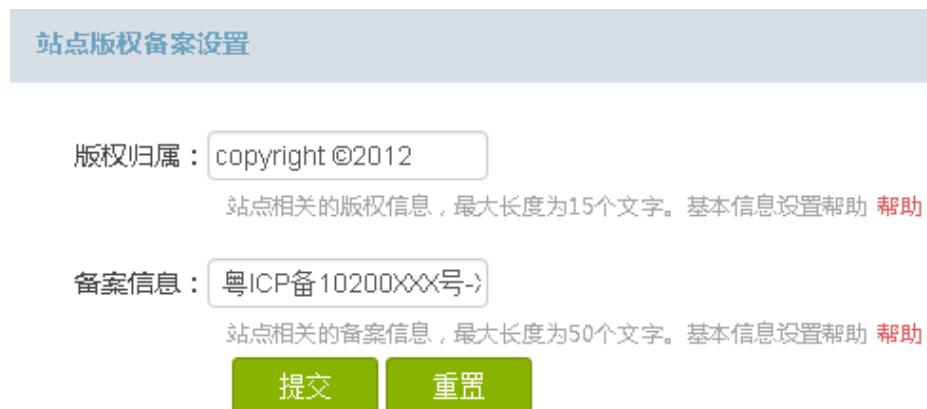 站点版权备案设置
版权归属：copyright ©2012
站点相关的版权信息，最大长度为15个文字。基本信息设置帮助 帮助
备案信息：粤ICP备10200XXX号-X
站点相关的备案信息，最大长度为50个文字。基本信息设置帮助 帮助
提交 重置